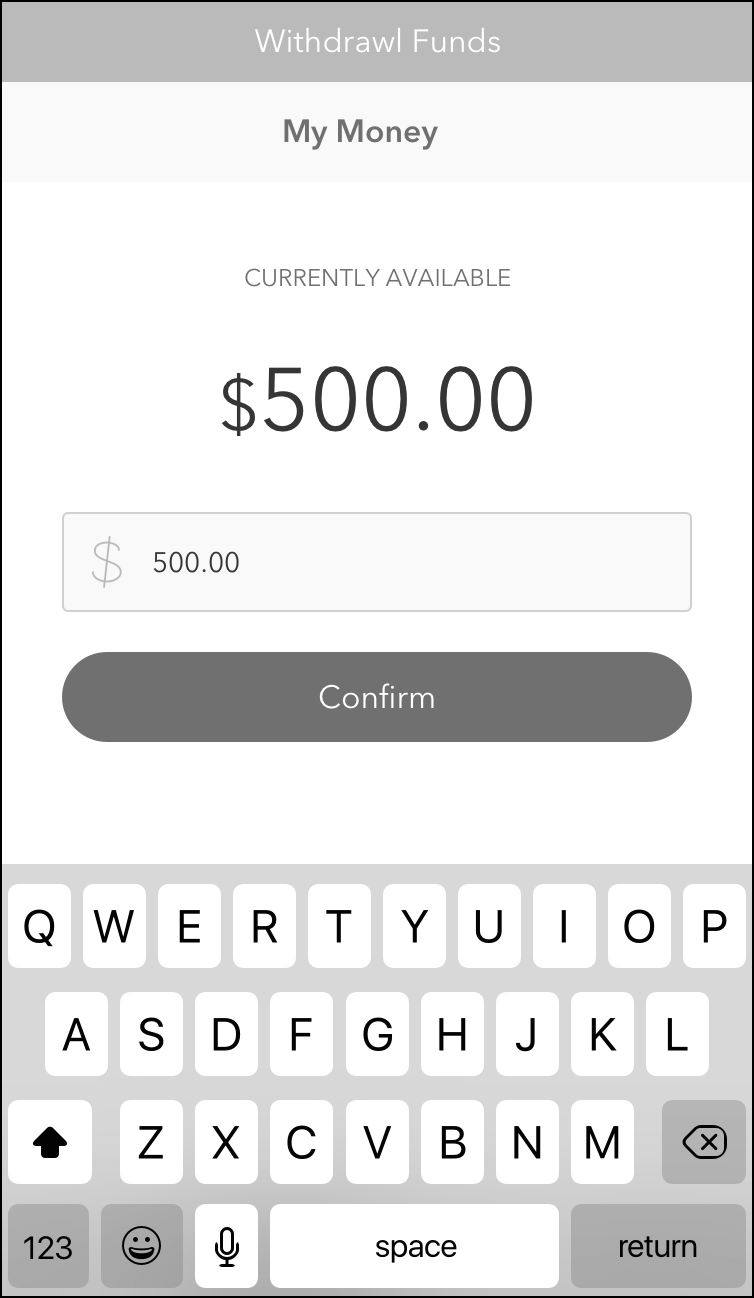 Withdrawl Funds
My Money
CURRENTLY AVAILABLE
$500.00
$ 500.00
Confirm
Q W E R T Y U I O P
A S D F G H J K L
Z X C V B N M
123 space return